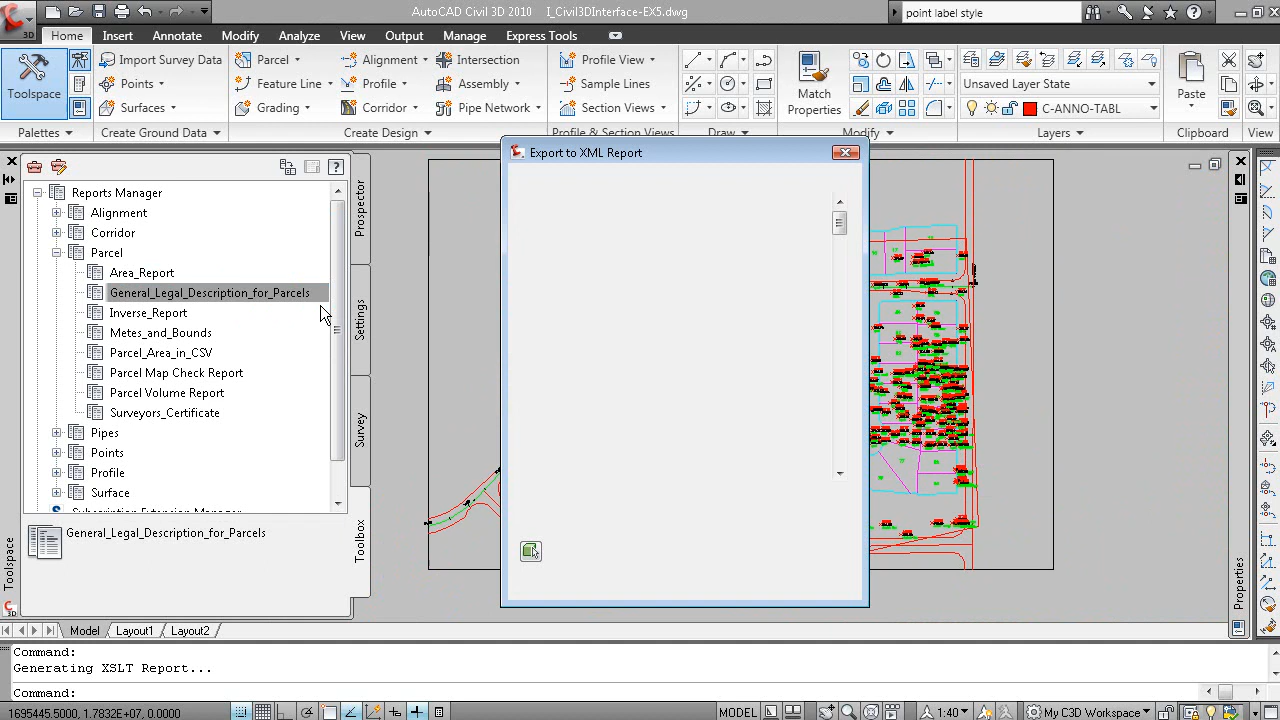 AutoCAD Civil 3D 2010 I_Civil3DInterface-EX5.dwg
point label style
3D
Home Insert Annotate Modify Analyze View Output Manage Express Tools
Import Survey Data Parcel Alignment Intersection Profile View
Points Feature Line Profile Assembly Sample Lines Unsaved Layer State
Toolspace Surfaces Grading Corridor Pipe Network Section Views Match Properties C-ANNO-TABL Paste
Palettes Create Ground Data Create Design Profile & Section Views Draw Modify Layers Clipboard View
Export to XML Report
Reports Manager
Alignment
Corridor
Parcel
Area_Report
General_Legal_Description_for_Parcels
Inverse_Report
Metes_and_Bounds
Parcel_Area_in_CSV
Parcel Map Check Report
Parcel Volume Report
Surveyors_Certificate
Pipes
Points
Profile
Surface
Subscription Extension Manager
General_Legal_Description_for_Parcels
Prospector
Settings
Survey
Toolbox
Toolspace
Properties
Model Layout1 Layout2
Command:
Generating XSLT Report...
Command:
1695445.5000, 1.7832E+07, 0.0000 MODEL 1:40 My C3D Workspace